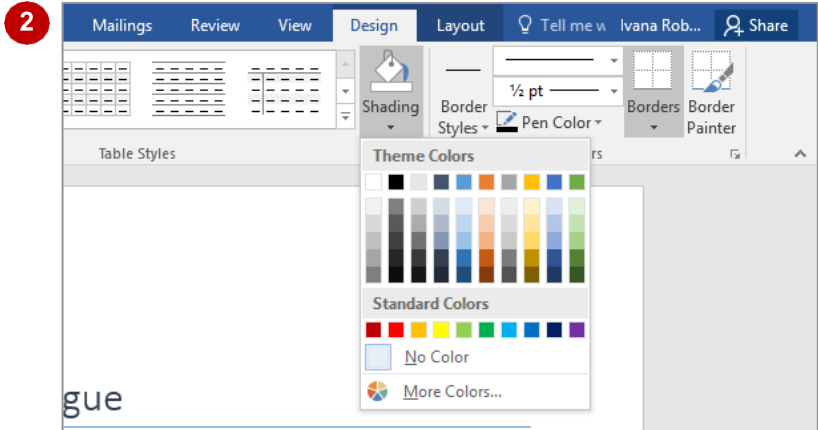 2
Mailings Review View Design Layout Tell me w Ivana Rob... Share
½ pt
Shading Border Styles Pen Color Borders Border Painter
Table Styles rs
Theme Colors
Standard Colors
No Color
More Colors...
gue